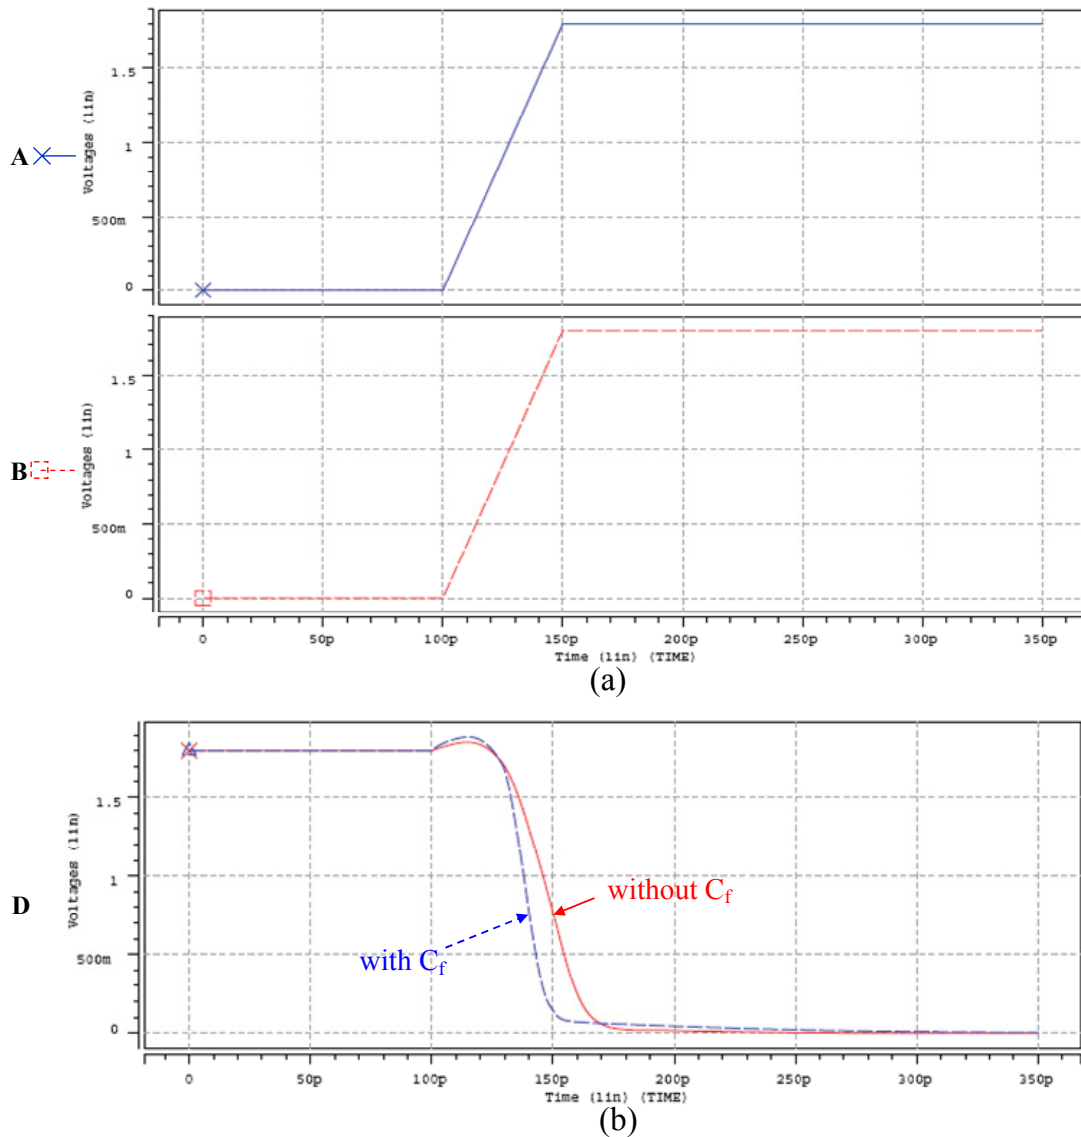 1.5
1
500m
0
Voltages (lin)
A
1.5
1
500m
0
Voltages (lin)
B
0 50p 100p 150p 200p 250p 300p 350p
Time (lin) (TIME)
(a)
1.5
1
500m
0
Voltages (lin)
D
without Cf
with Cf
0 50p 100p 150p 200p 250p 300p 350p
Time (lin) (TIME)
(b)